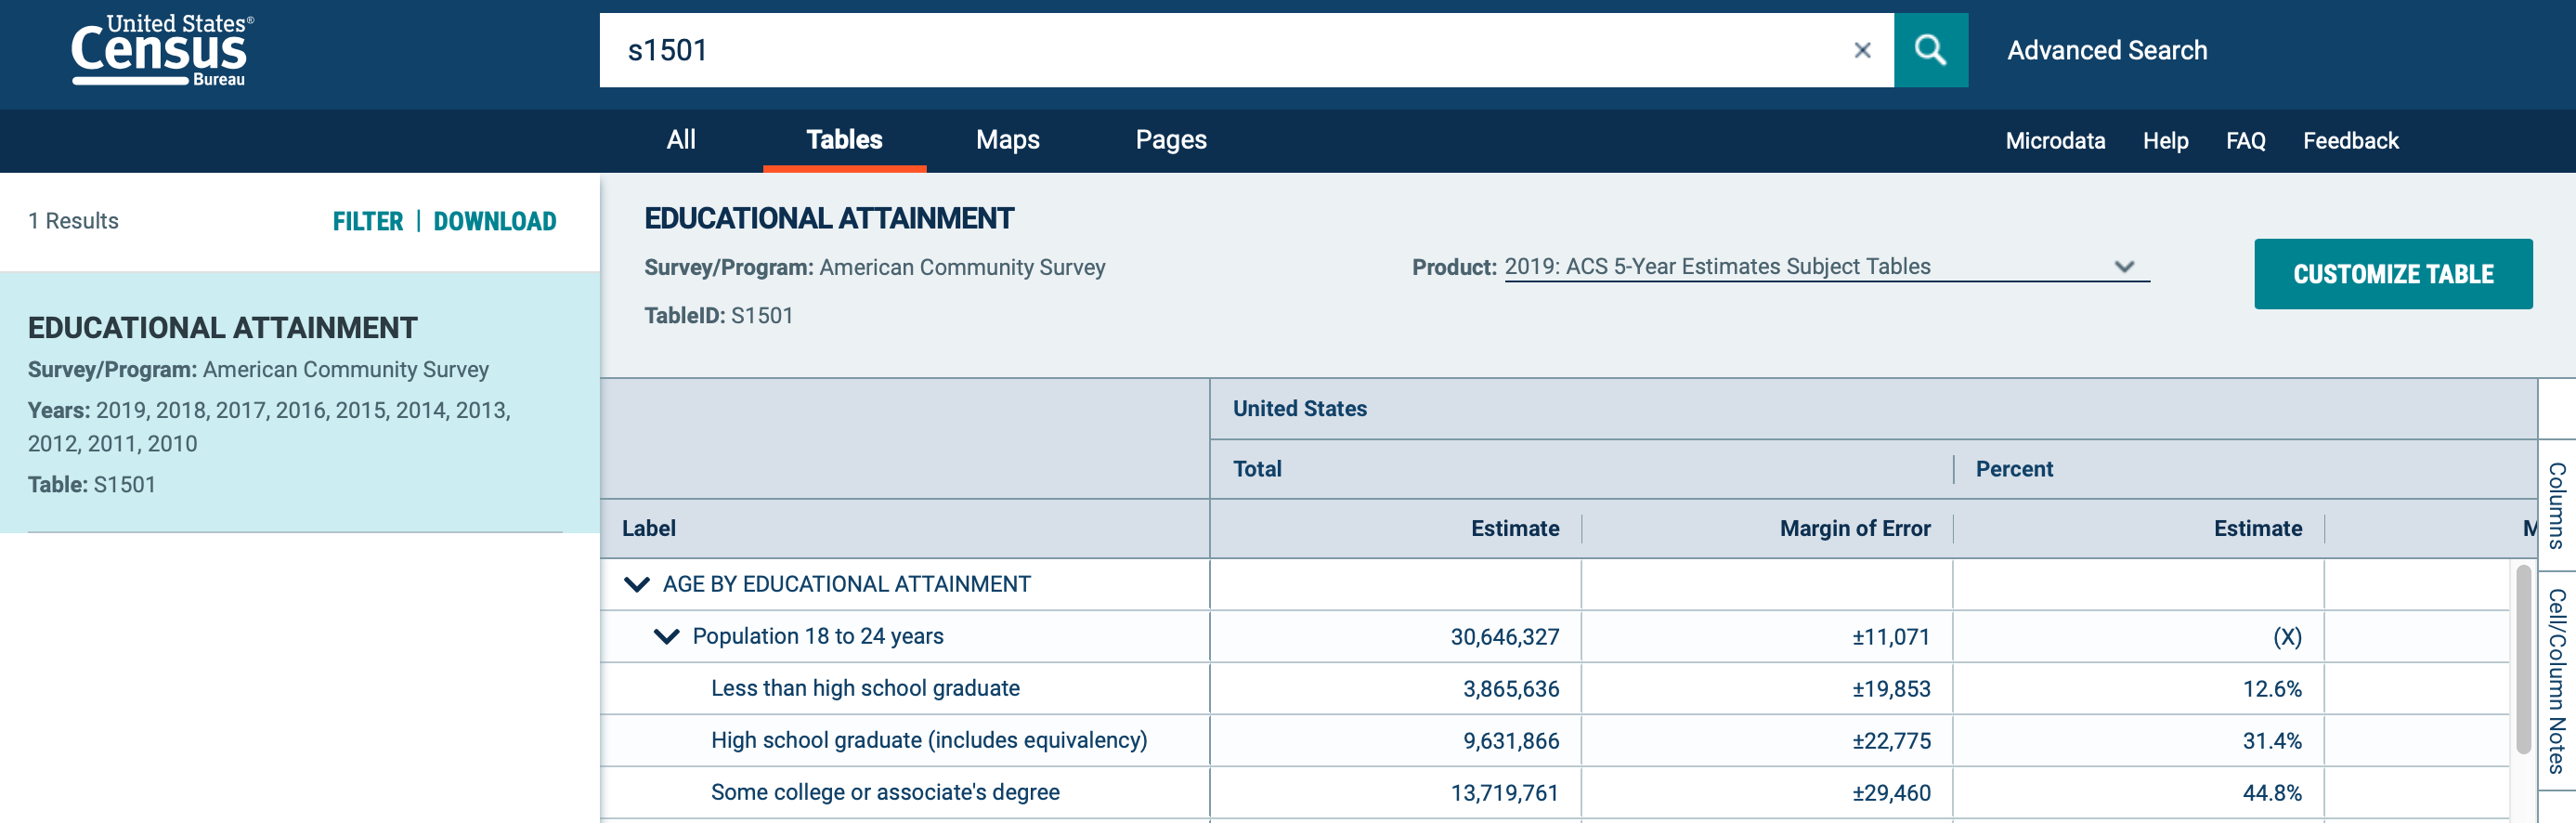 United States®
Census
Bureau
s1501
Advanced Search
All Tables Maps Pages
Microdata Help FAQ Feedback
1 Results FILTER | DOWNLOAD
EDUCATIONAL ATTAINMENT
Survey/Program: American Community Survey
Years: 2019, 2018, 2017, 2016, 2015, 2014, 2013,
2012, 2011, 2010
Table: S1501
EDUCATIONAL ATTAINMENT
Survey/Program: American Community Survey
Product: 2019: ACS 5-Year Estimates Subject Tables
CUSTOMIZE TABLE
TableID: S1501
United States
Total Percent
Label Estimate Margin of Error Estimate M
AGE BY EDUCATIONAL ATTAINMENT
Population 18 to 24 years 30,646,327 ±11,071 (X)
Less than high school graduate 3,865,636 ±19,853 12.6%
High school graduate (includes equivalency) 9,631,866 ±22,775 31.4%
Some college or associate's degree 13,719,761 ±29,460 44.8%
Columns
Cell/Column Notes